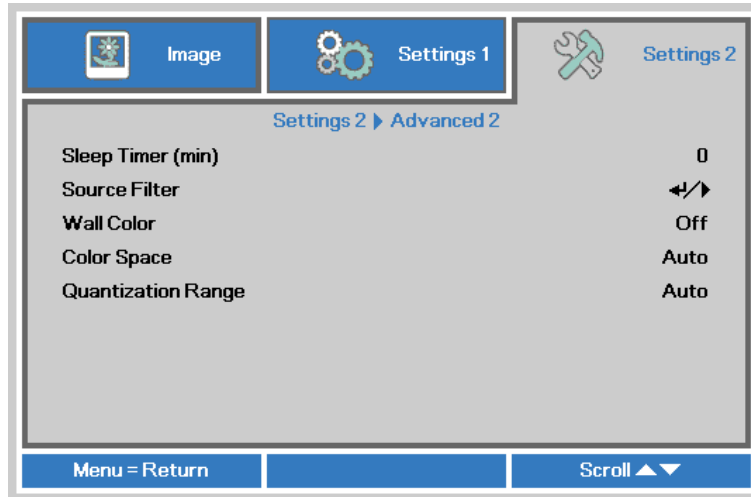 Image
Settings 1
Settings 2
Settings 2 ▶ Advanced 2
Sleep Timer (min) 0
Source Filter ↵/▶
Wall Color Off
Color Space Auto
Quantization Range Auto
Menu = Return
Scroll ▲▼